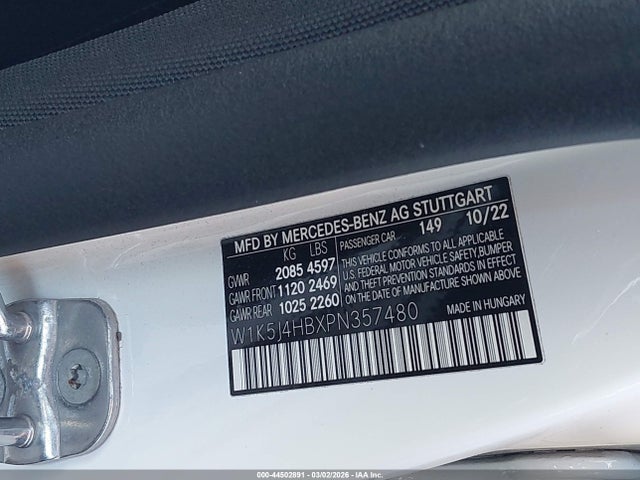 MFD BY MERCEDES-BENZ AG STUTTGART
KG LBS PASSENGER CAR 149 10/22
GVWR 2085 4597
GAWR FRONT 1120 2469
GAWR REAR 1025 2260
THIS VEHICLE CONFORMS TO ALL APPLICABLE
U.S. FEDERAL MOTOR VEHICLE SAFETY, BUMPER
AND THEFT PREVENTION STANDARDS IN EFFECT
ON THE DATE OF MANUFACTURE SHOWN ABOVE
W1K5J4HBXPN357480
MADE IN HUNGARY
000-44502891 - 03/02/2026 - IAA Inc.